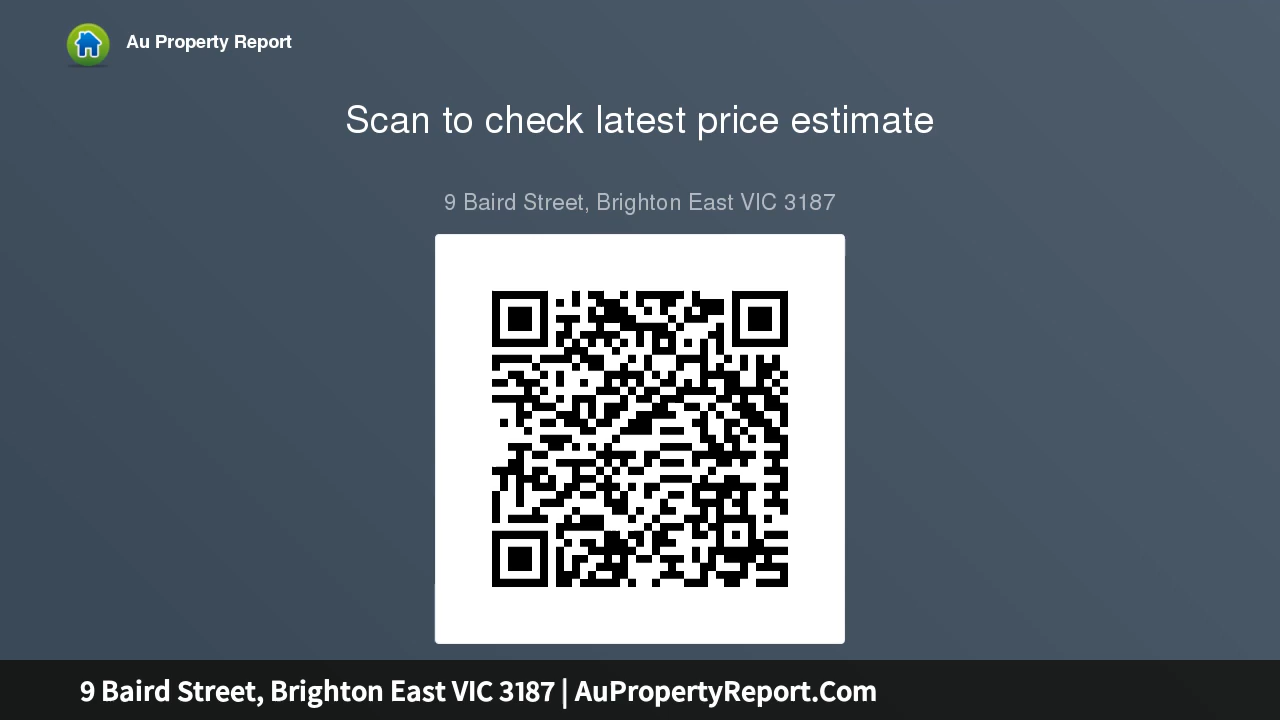 Au Property Report
Scan to check latest price estimate
9 Baird Street, Brighton East VIC 3187
9 Baird Street, Brighton East VIC 3187 | AuPropertyReport.Com